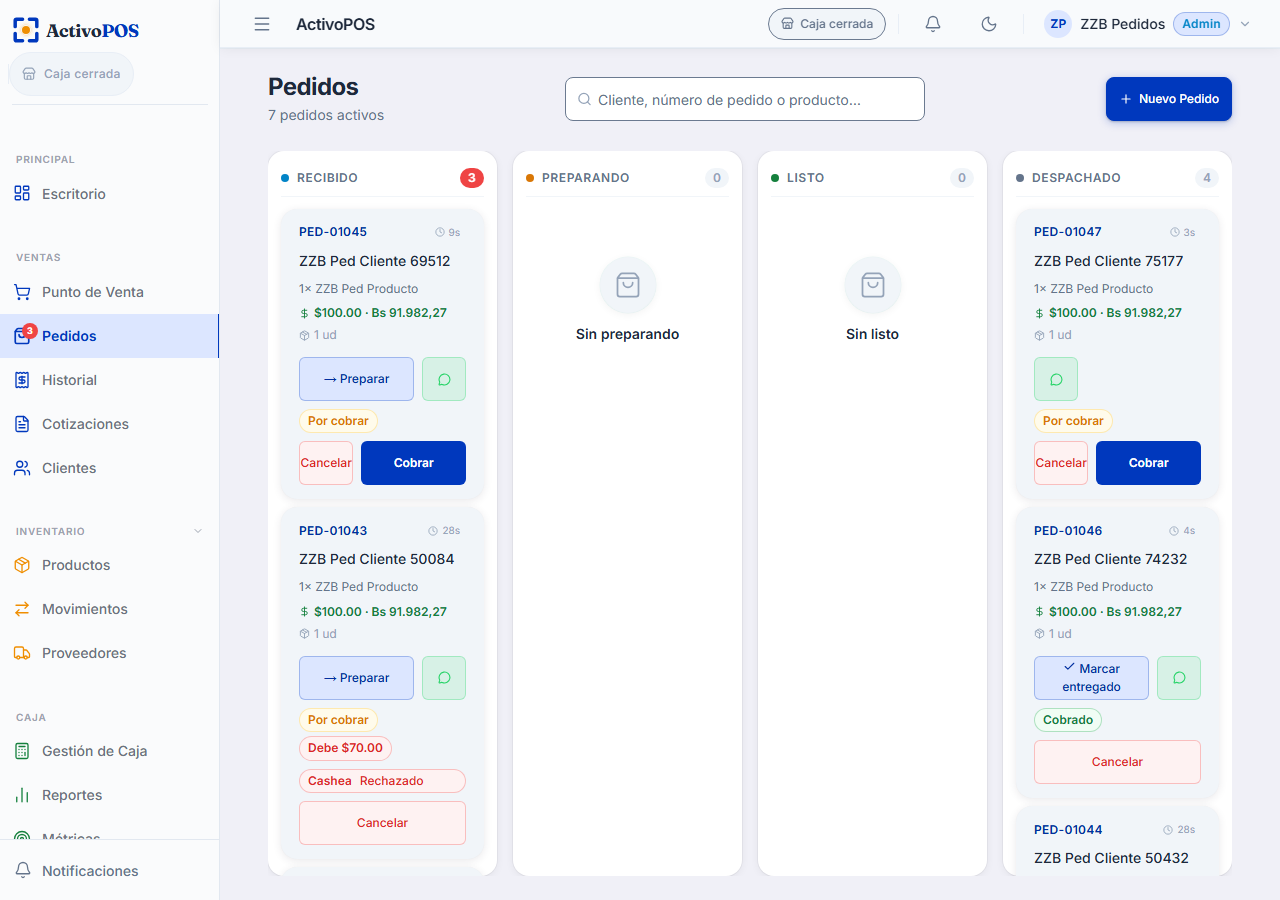 ActivoPOS
Caja cerrada
PRINCIPAL
Escritorio
VENTAS
Punto de Venta
3
Pedidos
Historial
Cotizaciones
Clientes
INVENTARIO
Productos
Movimientos
Proveedores
CAJA
Gestión de Caja
Reportes
Métricas
Notificaciones
ActivoPOS
Caja cerrada
ZP
ZZB Pedidos
Admin
Pedidos
7 pedidos activos
Cliente, número de pedido o producto...
Nuevo Pedido
RECIBIDO
3
PED-01045
9s
ZZB Ped Cliente 69512
1× ZZB Ped Producto
$ $100.00 · Bs 91.982,27
1 ud
→ Preparar
Por cobrar
Cancelar
Cobrar
PED-01043
28s
ZZB Ped Cliente 50084
1× ZZB Ped Producto
$ $100.00 · Bs 91.982,27
1 ud
→ Preparar
Por cobrar
Debe $70.00
Cashea Rechazado
Cancelar
PREPARANDO
0
Sin preparando
LISTO
0
Sin listo
DESPACHADO
4
PED-01047
3s
ZZB Ped Cliente 75177
1× ZZB Ped Producto
$ $100.00 · Bs 91.982,27
1 ud
Por cobrar
Cancelar
Cobrar
PED-01046
4s
ZZB Ped Cliente 74232
1× ZZB Ped Producto
$ $100.00 · Bs 91.982,27
1 ud
✓ Marcar
entregado
Cobrado
Cancelar
PED-01044
28s
ZZB Ped Cliente 50432